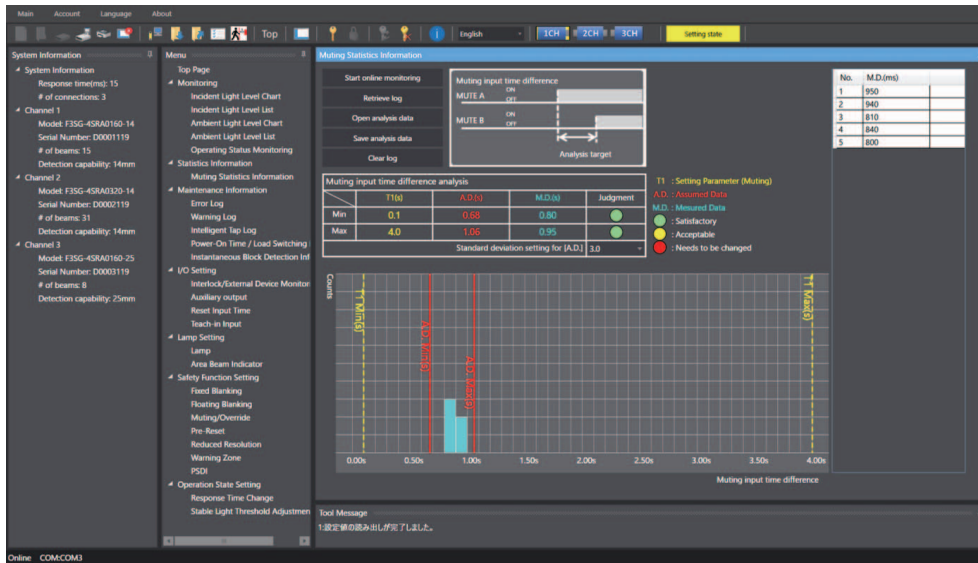 Main Account Language About
Top English 1CH 2CH 3CH Setting state
System Information
System Information
Response time(ms): 15
# of connections: 3
Channel 1
Model: F3SG-4SRA0160-14
Serial Number: D0001119
# of beams: 15
Detection capability: 14mm
Channel 2
Model: F3SG-4SRA0320-14
Serial Number: D0002119
# of beams: 31
Detection capability: 14mm
Channel 3
Model: F3SG-4SRA0160-25
Serial Number: D0003119
# of beams: 8
Detection capability: 25mm
Menu
Top Page
Monitoring
Incident Light Level Chart
Incident Light Level List
Ambient Light Level Chart
Ambient Light Level List
Operating Status Monitoring
Statistics Information
Muting Statistics Information
Maintenance Information
Error Log
Warning Log
Intelligent Tap Log
Power-On Time / Load Switching
Instantaneous Block Detection Inf
I/O Setting
Interlock/External Device Monitor
Auxiliary output
Reset Input Time
Teach-in Input
Lamp Setting
Lamp
Area Beam Indicator
Safety Function Setting
Fixed Blanking
Floating Blanking
Muting/Override
Pre-Reset
Reduced Resolution
Warning Zone
PSDI
Operation State Setting
Response Time Change
Stable Light Threshold Adjustmen
Muting Statistics Information
Start online monitoring
Retrieve log
Open analysis data
Save analysis data
Clear log
Muting input time difference
MUTE A ON
OFF
MUTE B ON
OFF
Analysis target
No. M.D.(ms)
1 950
2 940
3 810
4 840
5 800
Muting input time difference analysis
T1(s) A.D.(s) M.D.(s) Judgment
Min 0.1 0.68 0.80
Max 4.0 1.06 0.95
Standard deviation setting for [A.D.] 3.0
T1 : Setting Parameter (Muting)
A.D. : Assumed Data
M.D. : Mesured Data
: Satisfactory
: Acceptable
: Needs to be changed
Counts
T1 Min(s)
A.D. Min(s)
A.D. Max(s)
T1 Max(s)
0.00s 0.50s 1.00s 1.50s 2.00s 2.50s 3.00s 3.50s 4.00s
Muting input time difference
Tool Message
1:設定値の読み出しが完了しました。
Online COM:COM3